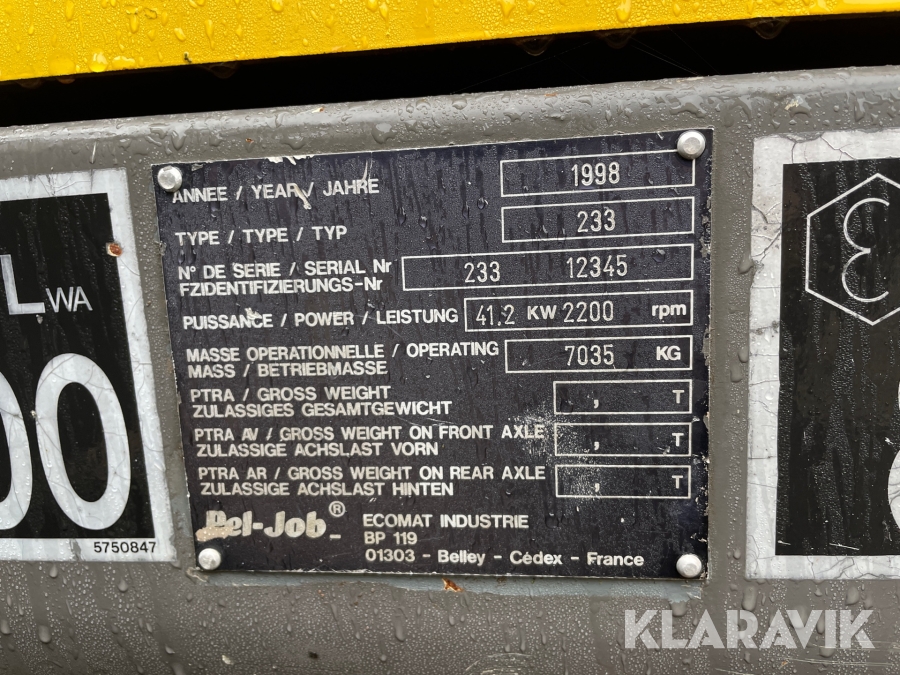 ANNEE / YEAR / JAHRE 1998
TYPE / TYPE / TYP 233
N° DE SERIE / SERIAL Nr 233 12345
FZIDENTIFIZIERUNGS-Nr
PUISSANCE / POWER / LEISTUNG 41,2 KW 2200 rpm
MASSE OPERATIONNELLE / OPERATING 7035 KG
MASS / BETRIEBMASSE
PTRA / GROSS WEIGHT , T
ZULASSIGES GESAMTGEWICHT
PTRA AV / GROSS WEIGHT ON FRONT AXLE , T
ZULASSIGE ACHSLAST VORN
PTRA AR / GROSS WEIGHT ON REAR AXLE , T
ZULASSIGE ACHSLAST HINTEN
Pel-Job® ECOMAT INDUSTRIE
BP 119
01303 - Belley - Cédex - France
LWA
00
5750847
ε
KLARAVIK